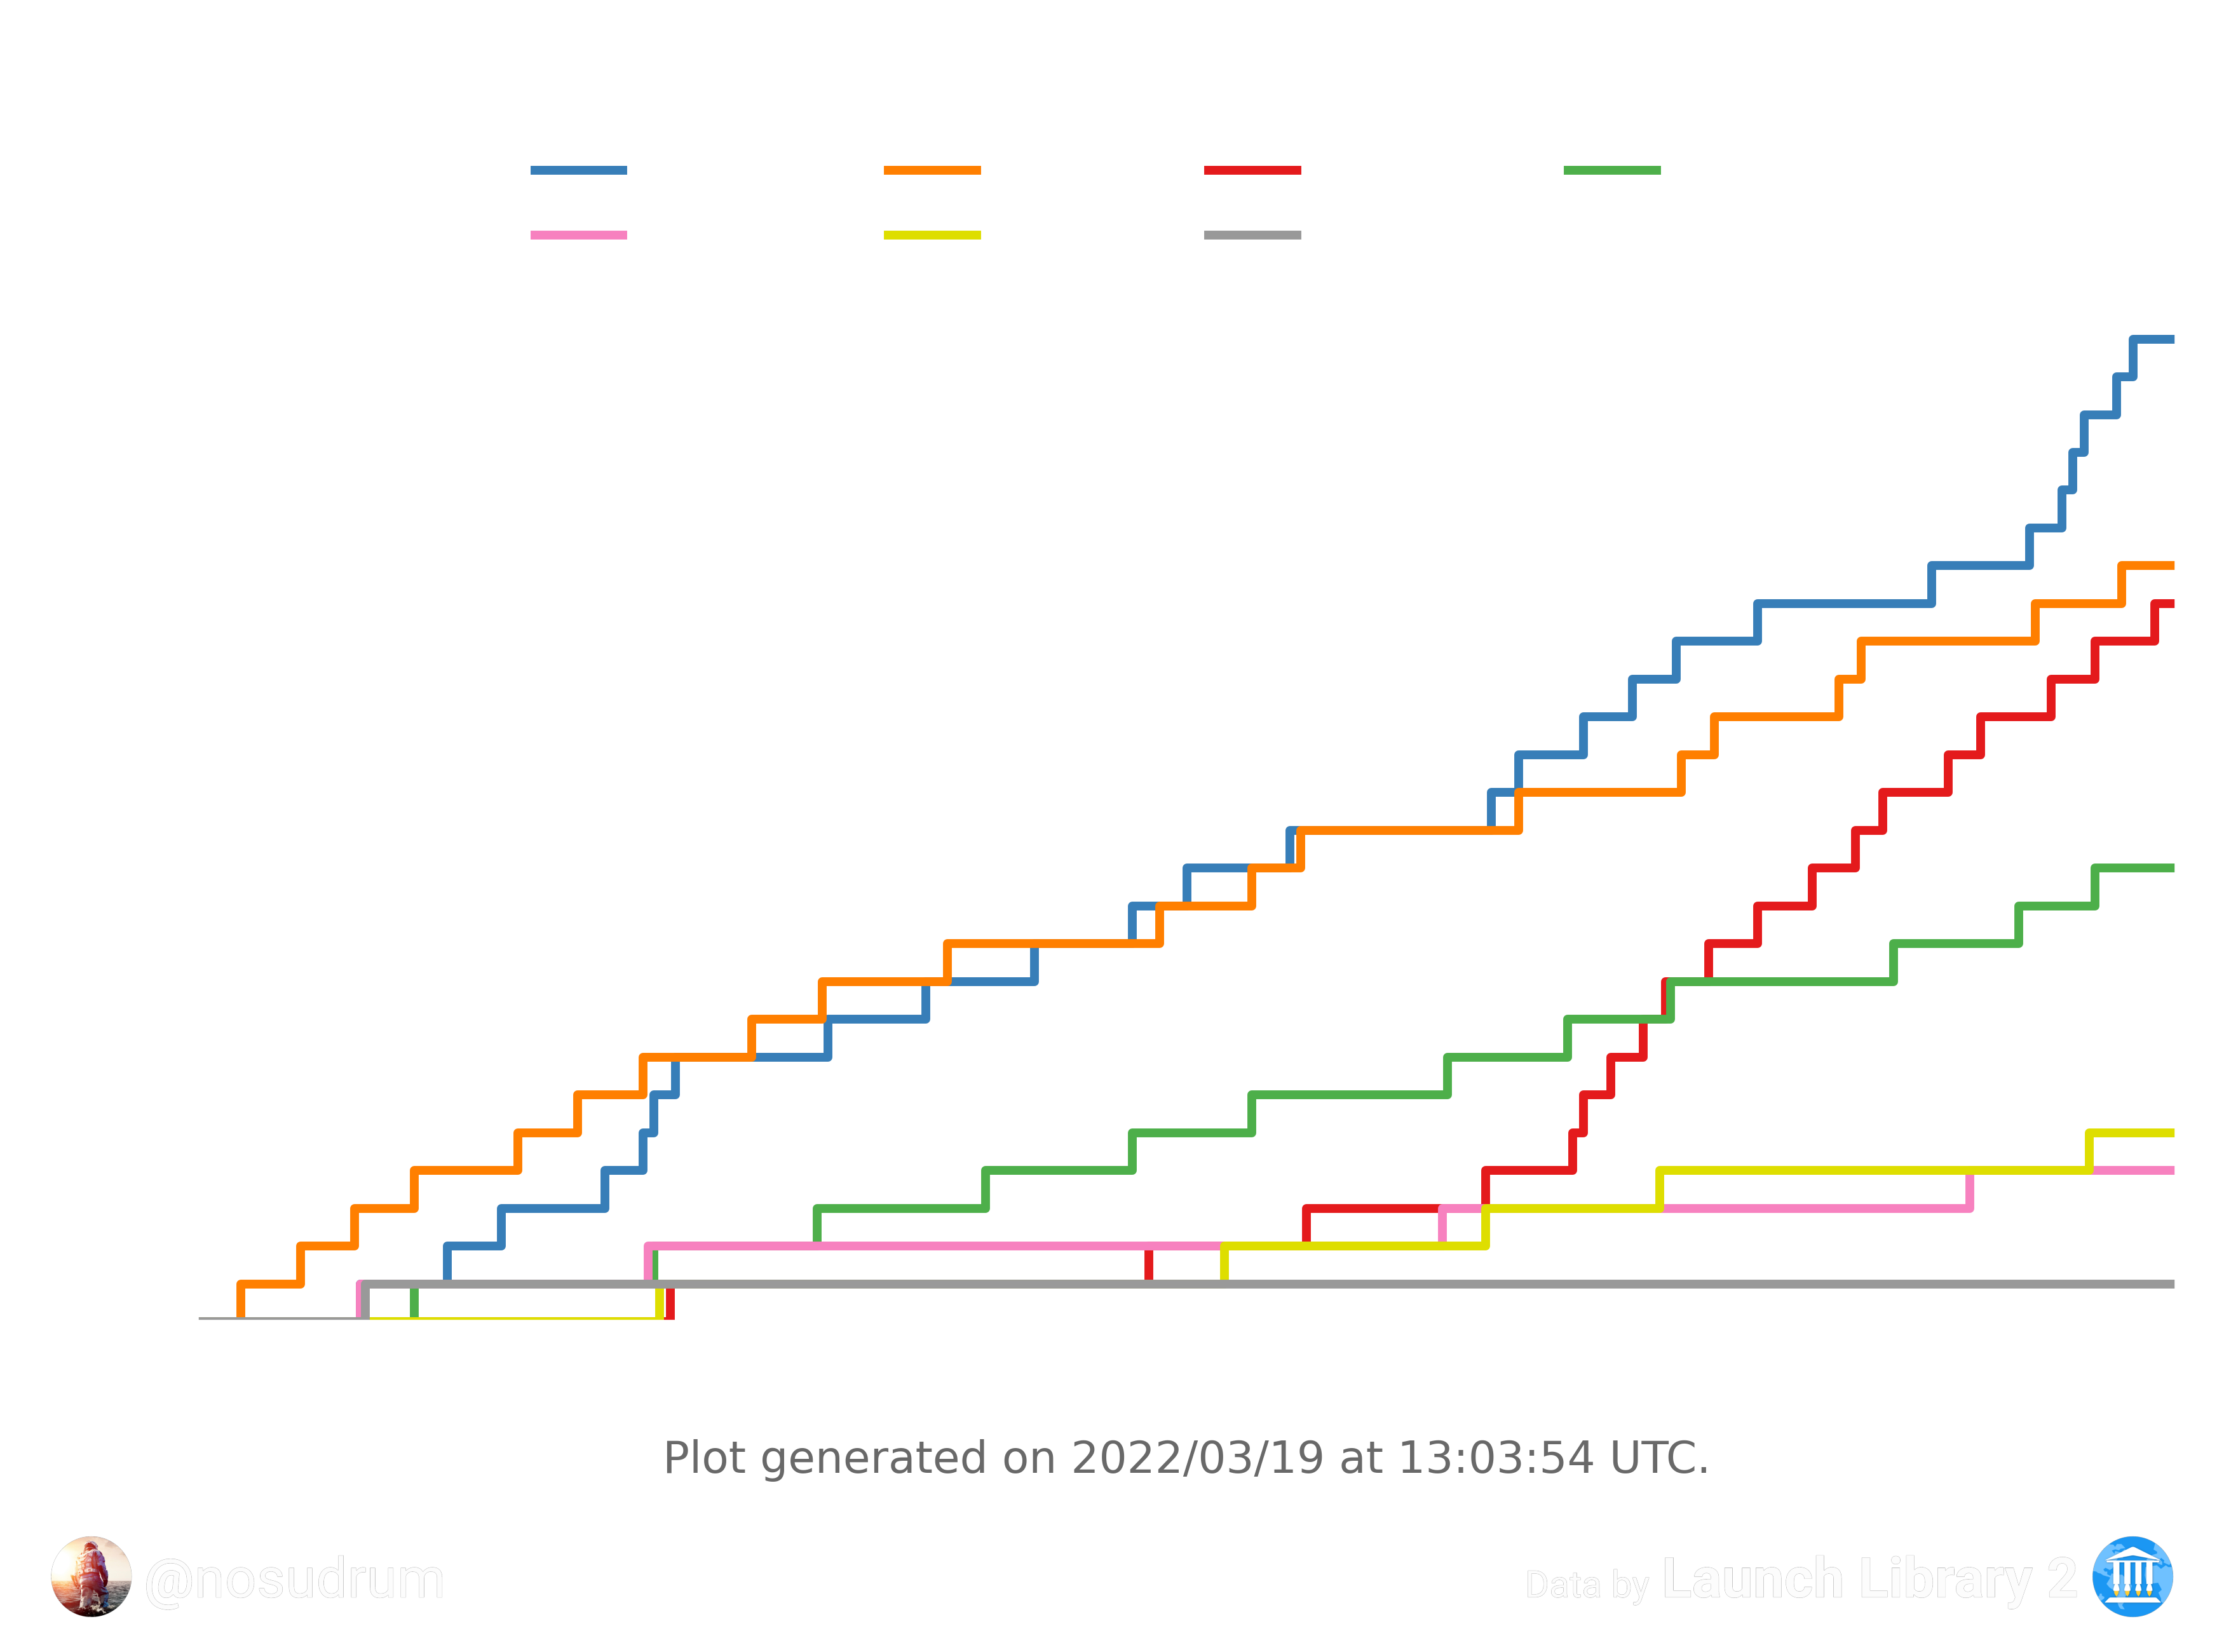 Plot generated on 2022/03/19 at 13:03:54 UTC.
@nosudrum
Data by Launch Library 2